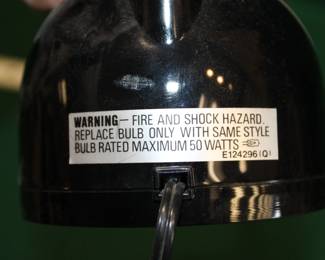 WARNING— FIRE AND SHOCK HAZARD.
REPLACE BULB ONLY WITH SAME STYLE
BULB RATED MAXIMUM 50 WATTS
E124296(Q)